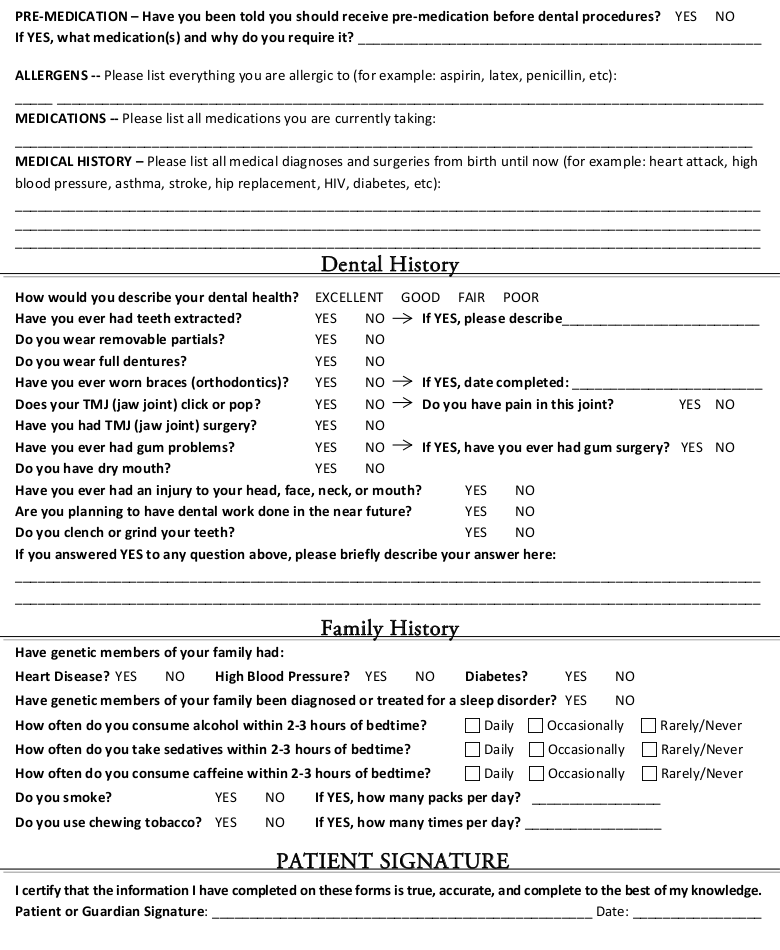 PRE-MEDICATION – Have you been told you should receive pre-medication before dental procedures? YES NO
If YES, what medication(s) and why do you require it? ______________________________________________________
ALLERGENS -- Please list everything you are allergic to (for example: aspirin, latex, penicillin, etc):
_____ ______________________________________________________________________________________________
MEDICATIONS -- Please list all medications you are currently taking:
___________________________________________________________________________________________________
MEDICAL HISTORY – Please list all medical diagnoses and surgeries from birth until now (for example: heart attack, high
blood pressure, asthma, stroke, hip replacement, HIV, diabetes, etc):
____________________________________________________________________________________________________
____________________________________________________________________________________________________
____________________________________________________________________________________________________
Dental History
How would you describe your dental health? EXCELLENT GOOD FAIR POOR
Have you ever had teeth extracted? YES NO → If YES, please describe__________________________
Do you wear removable partials? YES NO
Do you wear full dentures? YES NO
Have you ever worn braces (orthodontics)? YES NO → If YES, date completed: _________________________
Does your TMJ (jaw joint) click or pop? YES NO → Do you have pain in this joint? YES NO
Have you had TMJ (jaw joint) surgery? YES NO
Have you ever had gum problems? YES NO → If YES, have you ever had gum surgery? YES NO
Do you have dry mouth? YES NO
Have you ever had an injury to your head, face, neck, or mouth? YES NO
Are you planning to have dental work done in the near future? YES NO
Do you clench or grind your teeth? YES NO
If you answered YES to any question above, please briefly describe your answer here:
____________________________________________________________________________________________________
____________________________________________________________________________________________________
Family History
Have genetic members of your family had:
Heart Disease? YES NO High Blood Pressure? YES NO Diabetes? YES NO
Have genetic members of your family been diagnosed or treated for a sleep disorder? YES NO
How often do you consume alcohol within 2-3 hours of bedtime? ☐ Daily ☐ Occasionally ☐ Rarely/Never
How often do you take sedatives within 2-3 hours of bedtime? ☐ Daily ☐ Occasionally ☐ Rarely/Never
How often do you consume caffeine within 2-3 hours of bedtime? ☐ Daily ☐ Occasionally ☐ Rarely/Never
Do you smoke? YES NO If YES, how many packs per day? _________________
Do you use chewing tobacco? YES NO If YES, how many times per day? __________________
PATIENT SIGNATURE
I certify that the information I have completed on these forms is true, accurate, and complete to the best of my knowledge.
Patient or Guardian Signature: __________________________________________________ Date: _________________